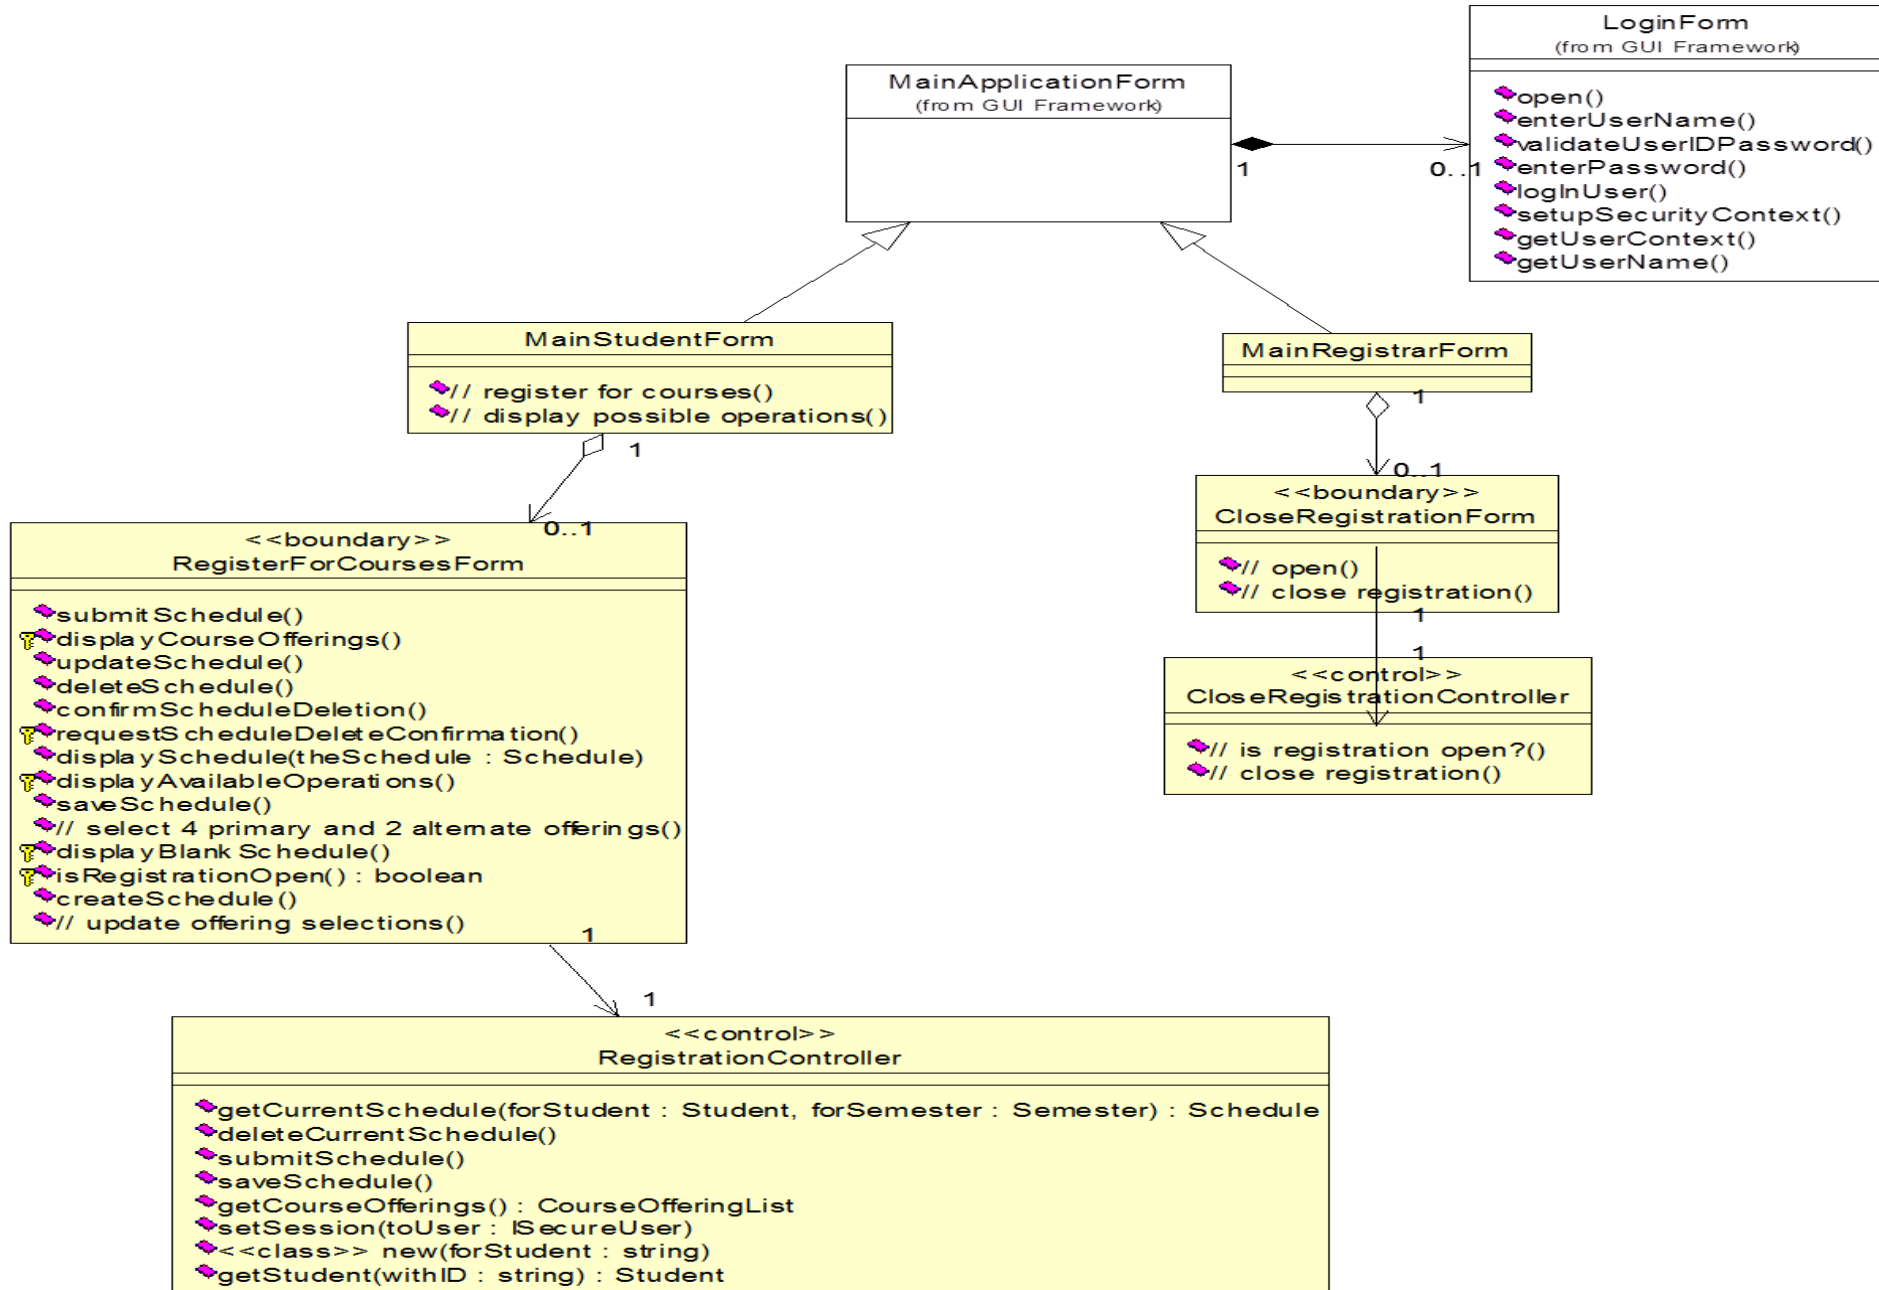 LoginForm
(from GUI Framework)
open()
enterUserName()
validateUserIDPassword()
enterPassword()
logInUser()
setupSecurityContext()
getUserContext()
getUserName()
MainApplicationForm
(from GUI Framework)
1
0..1
MainStudentForm
// register for courses()
// display possible operations()
1
0..1
MainRegistrarForm
1
0..1
<<boundary>>
CloseRegistrationForm
// open()
// close registration()
1
1
<<control>>
CloseRegistrationController
// is registration open?()
// close registration()
<<boundary>>
RegisterForCoursesForm
submitSchedule()
displayCourseOfferings()
updateSchedule()
deleteSchedule()
confirmScheduleDeletion()
requestScheduleDeleteConfirmation()
displaySchedule(theSchedule : Schedule)
displayAvailableOperations()
saveSchedule()
// select 4 primary and 2 alternate offerings()
displayBlankSchedule()
isRegistrationOpen() : boolean
createSchedule()
// update offering selections()
1
1
<<control>>
RegistrationController
getCurrentSchedule(forStudent : Student, forSemester : Semester) : Schedule
deleteCurrentSchedule()
submitSchedule()
saveSchedule()
getCourseOfferings() : CourseOfferingList
setSession(toUser : ISecureUser)
<<class>> new(forStudent : string)
getStudent(withID : string) : Student